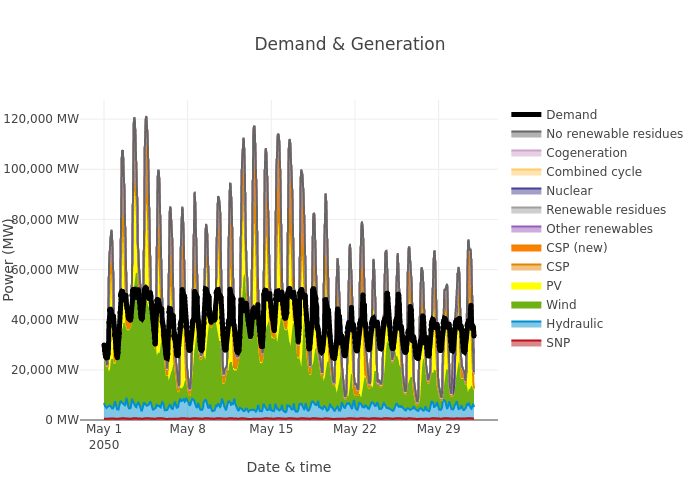 Demand & Generation
120,000 MW
100,000 MW
80,000 MW
60,000 MW
40,000 MW
20,000 MW
0 MW
Power (MW)
May 1
2050
May 8
May 15
May 22
May 29
Date & time
Demand
No renewable residues
Cogeneration
Combined cycle
Nuclear
Renewable residues
Other renewables
CSP (new)
CSP
PV
Wind
Hydraulic
SNP